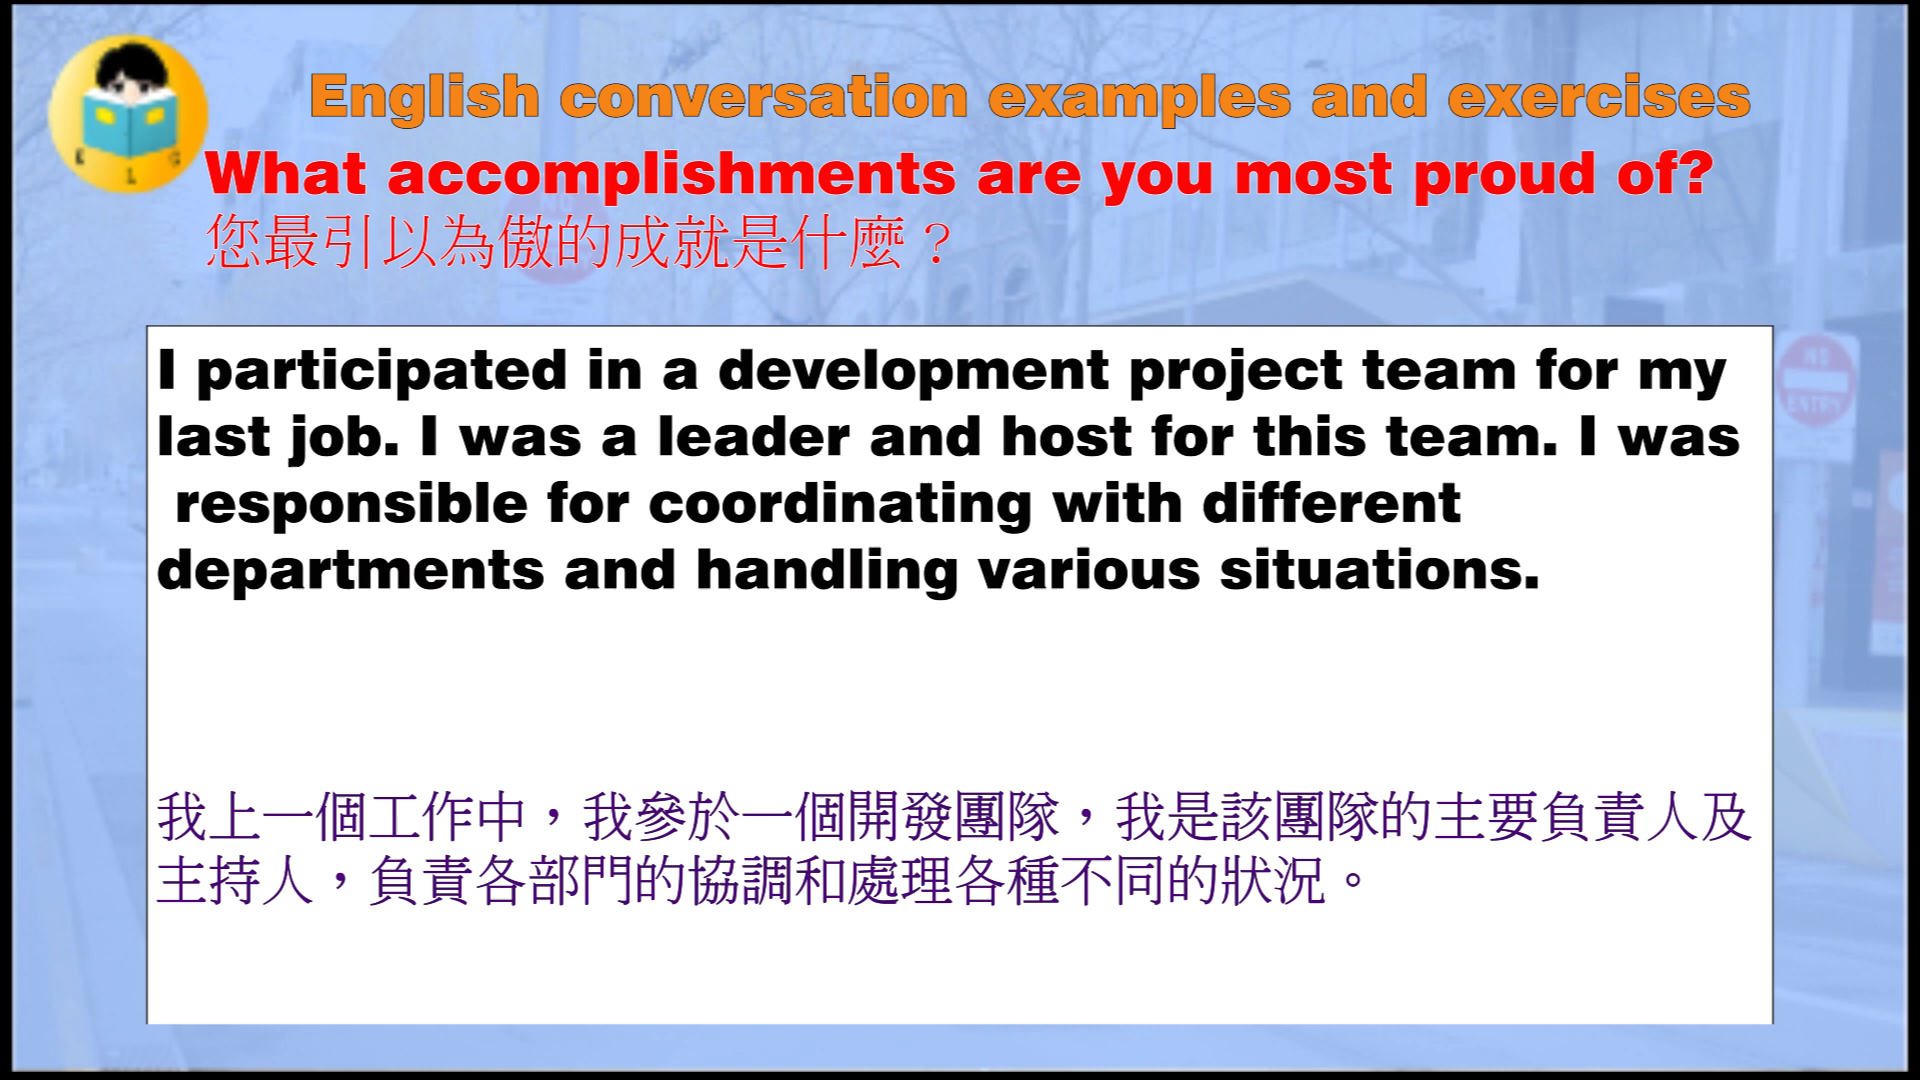 English conversation examples and exercises
What accomplishments are you most proud of?
您最引以為傲的成就是什麼？
E L G
I participated in a development project team for my
last job. I was a leader and host for this team. I was
responsible for coordinating with different
departments and handling various situations.
我上一個工作中，我參於一個開發團隊，我是該團隊的主要負責人及
主持人，負責各部門的協調和處理各種不同的狀況。
NO
ENTRY